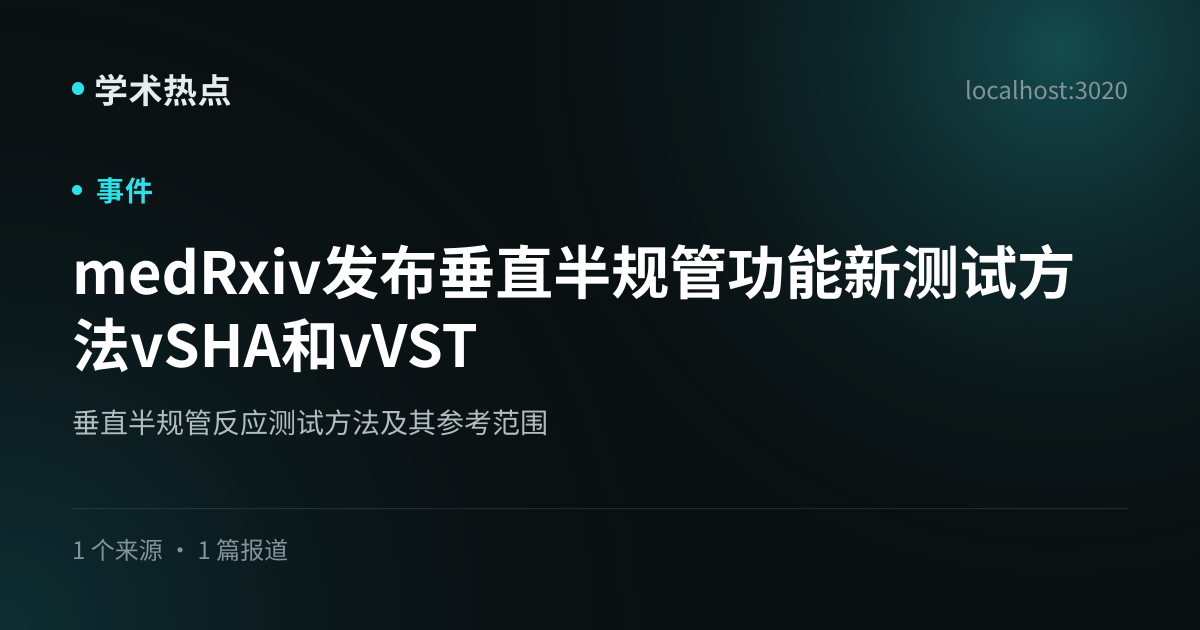 学术热点
localhost:3020
事件
medRxiv发布垂直半规管功能新测试方
法vSHA和vVST
垂直半规管反应测试方法及其参考范围
1 个来源 · 1 篇报道